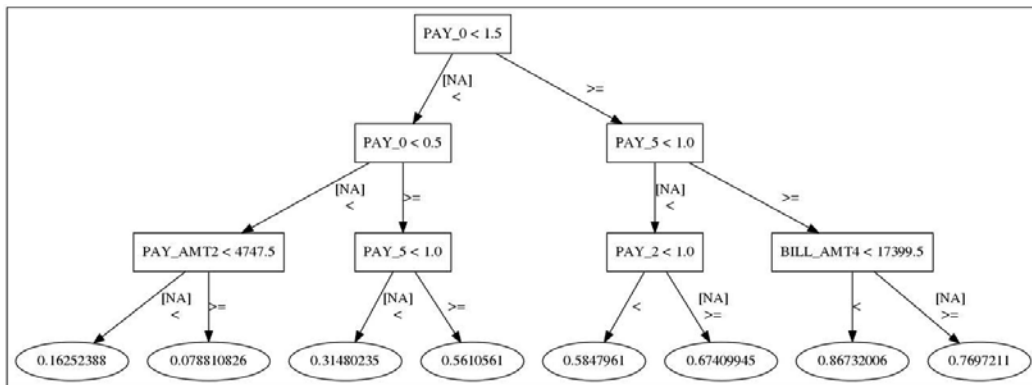 PAY_0 < 1.5
[NA]
<
>=
PAY_0 < 0.5
PAY_5 < 1.0
[NA]
<
>=
[NA]
<
>=
PAY_AMT2 < 4747.5
PAY_5 < 1.0
PAY_2 < 1.0
BILL_AMT4 < 17399.5
[NA]
<
>=
[NA]
<
>=
<
[NA]
>=
<
[NA]
>=
0.16252388
0.078810826
0.31480235
0.5610561
0.5847961
0.67409945
0.86732006
0.7697211